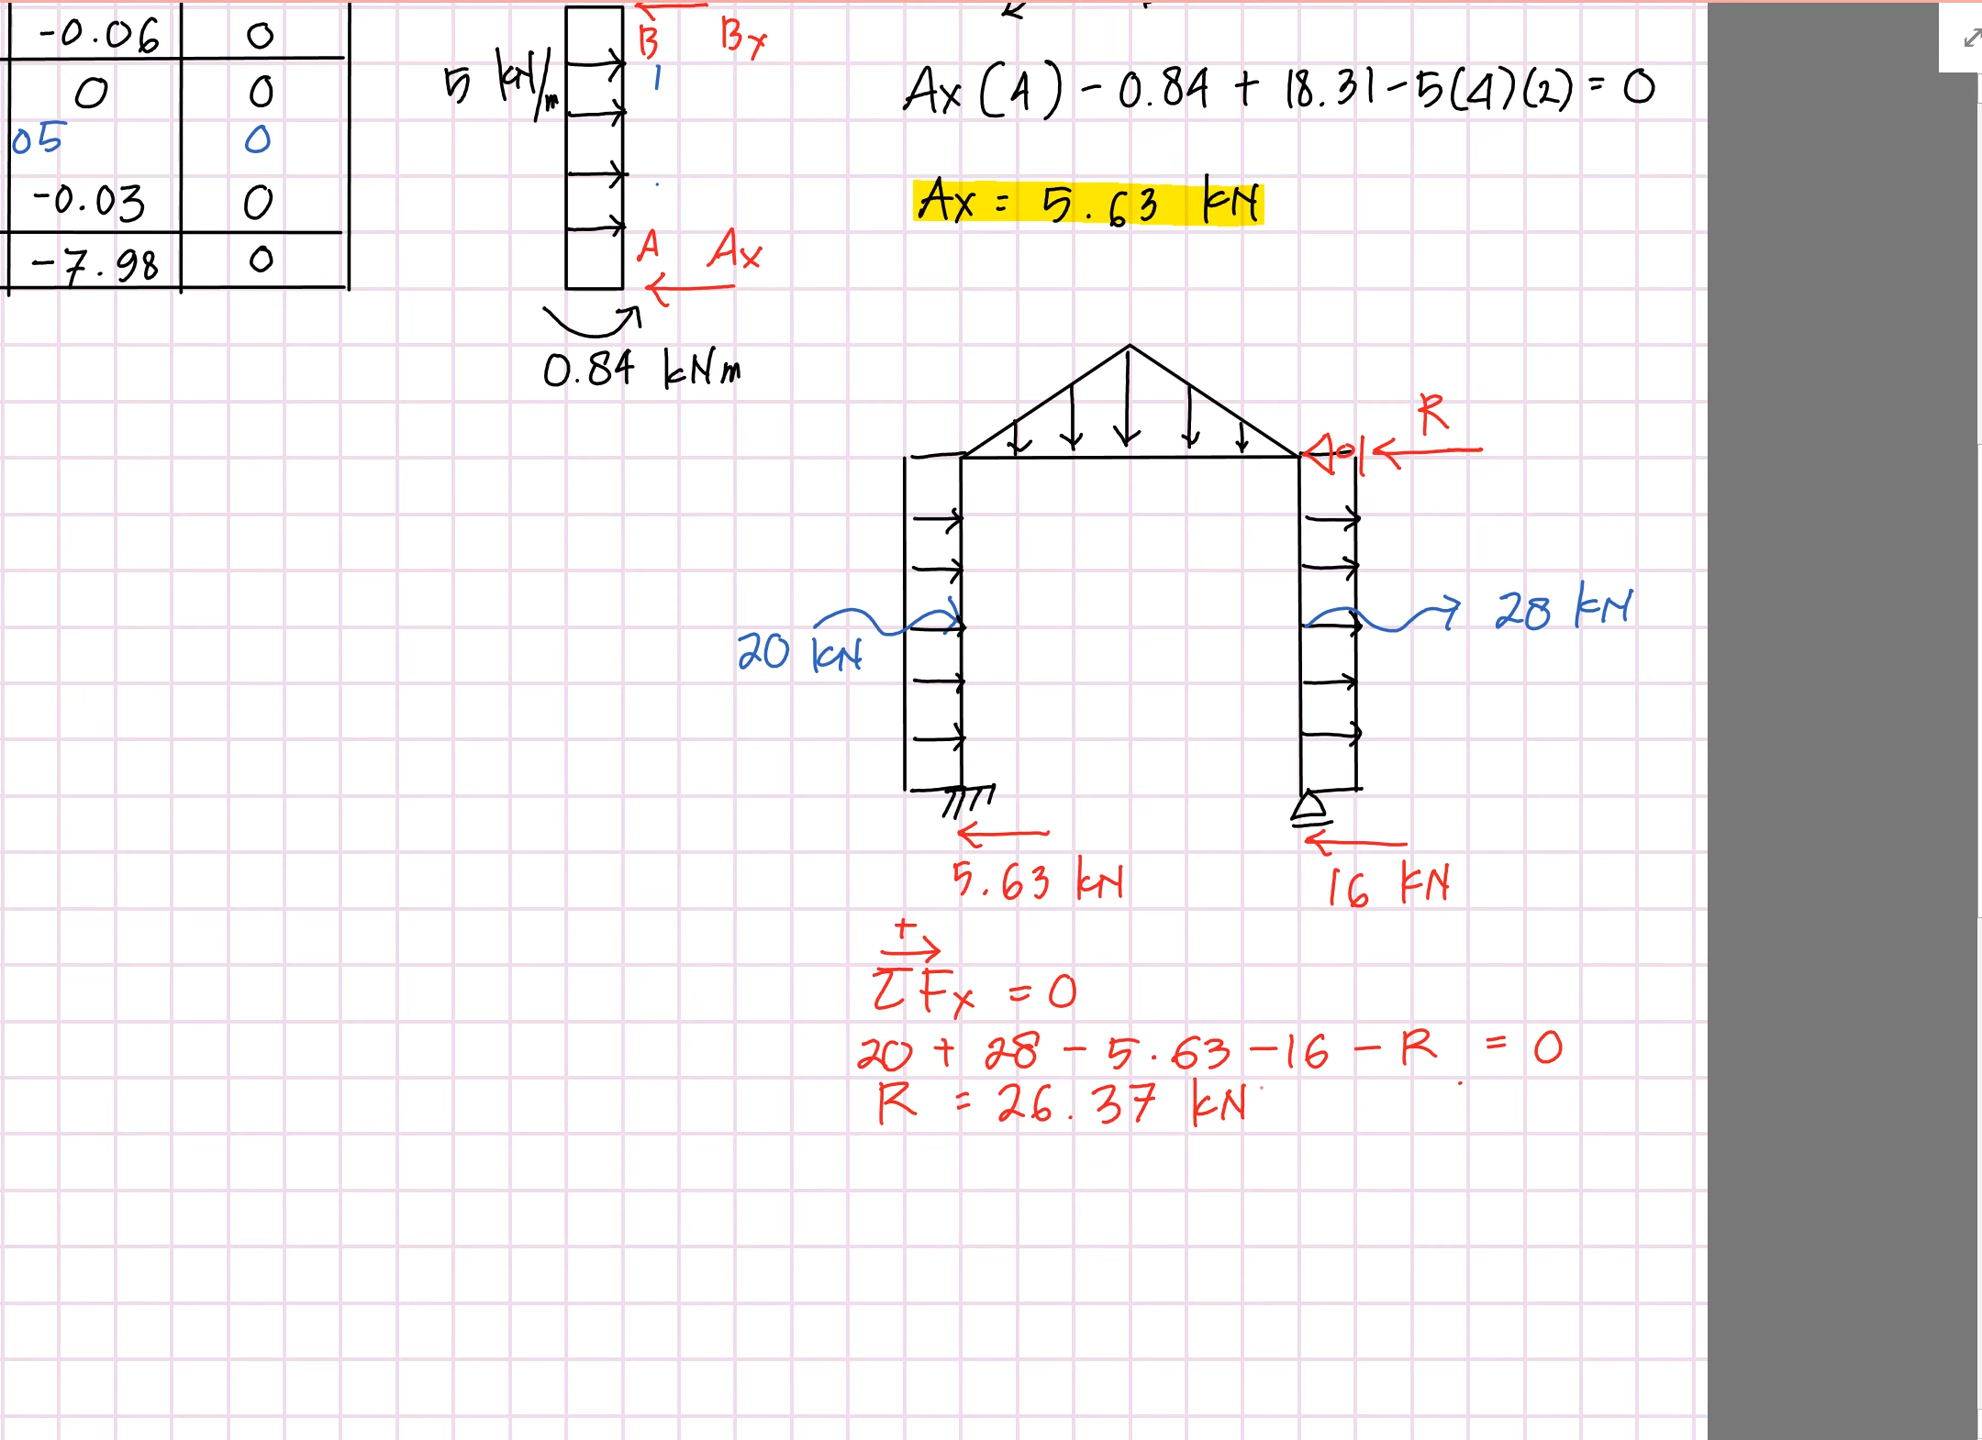 -0.06 0
0 0
05 0
-0.03 0
-7.98 0
5 kN/m
B Bx
A Ax
0.84 kNm
Ax (4) - 0.84 + 18.31 - 5(4)(2) = 0
Ax = 5.63 kN
R
20 kN
28 kN
5.63 kN
16 kN
+
ΣFx = 0
20 + 28 - 5.63 - 16 - R = 0
R = 26.37 kN